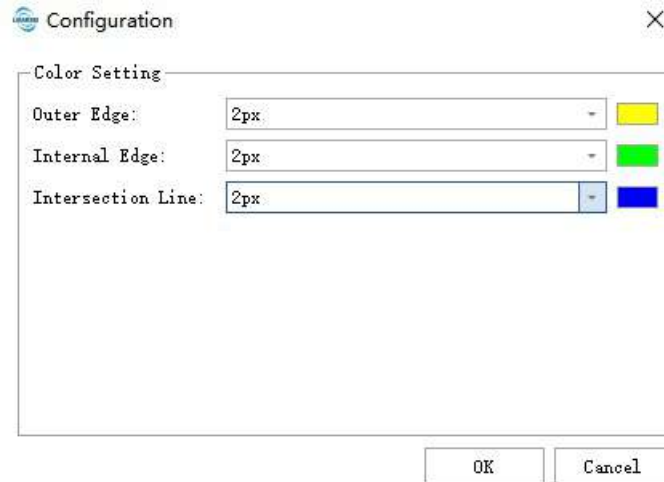 Configuration
Color Setting
Outer Edge: 2px
Internal Edge: 2px
Intersection Line: 2px
OK Cancel